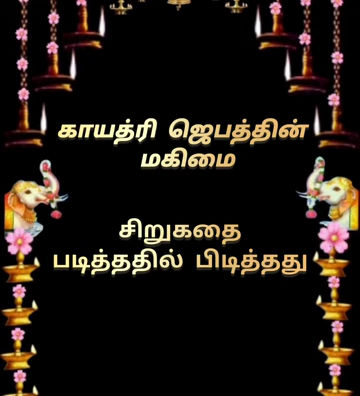 காயத்ரி ஜெபத்தின்
மகிமை
சிறுகதை
படித்ததில் பிடித்தது